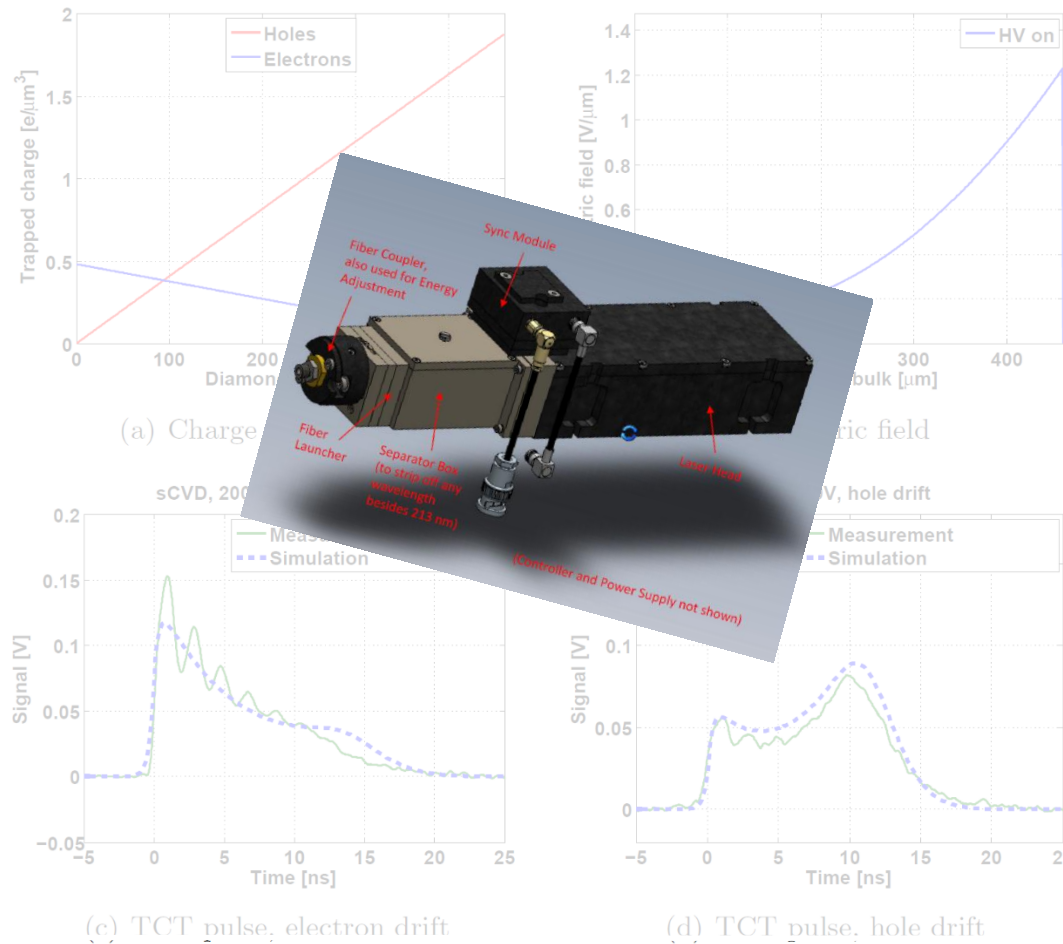 2
1.5
1
0.5
0
Trapped charge [e/μm³]
Holes
Electrons
0
100
200
(a) Charge
HV on
1.4
1.2
1
0.8
0.6
field [V/μm]
300
400
bulk [μm]
field
Sync Module
Fiber Coupler,
also used for Energy
Adjustment
Fiber
Launcher
Separator Box
(to strip off any
wavelength
besides 213 nm)
Laser Head
(Controller and Power Supply not shown)
sCVD, 200
0.2
0.15
0.1
0.05
0
−0.05
Signal [V]
Simulation
−5
0
5
10
15
20
25
Time [ns]
(c) TCT pulse, electron drift
hole drift
Measurement
Simulation
0.1
0.05
0
Signal [V]
−5
0
5
10
15
20
Time [ns]
(d) TCT pulse, hole drift